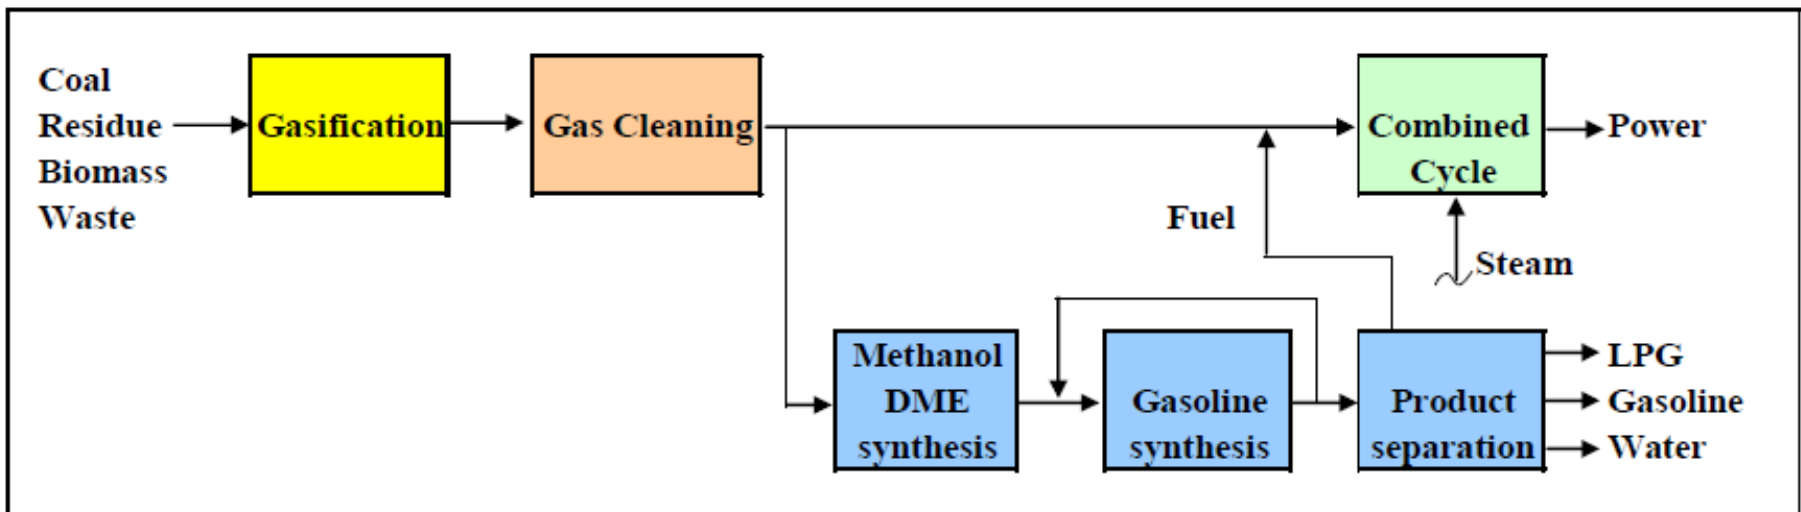 Coal
Residue
Biomass
Waste
Gasification
Gas Cleaning
Combined
Cycle
Power
Fuel
Steam
Methanol
DME
synthesis
Gasoline
synthesis
Product
separation
LPG
Gasoline
Water